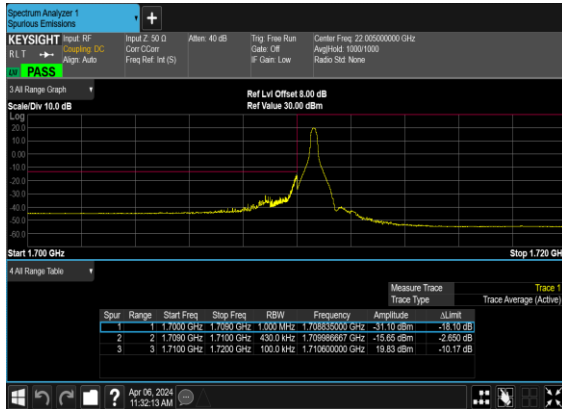 Spectrum Analyzer 1
Spurious Emissions
KEYSIGHT Input: RF Input Z: 50 Ω Atten: 40 dB Trig: Free Run Center Freq: 22.005000000 GHz
RLT Coupling: DC Corr CCorr Gate: Off Avg|Hold: 1000/1000
Align: Auto Freq Ref: Int (S) IF Gain: Low Radio Std: None
LV PASS
3 All Range Graph
Ref Lvl Offset 8.00 dB
Scale/Div 10.0 dB Ref Value 30.00 dBm
Log
20.0
10.0
0.00
-10.0
-20.0
-30.0
-40.0
-50.0
-60.0
Start 1.700 GHz Stop 1.720 GH
4 All Range Table
Measure Trace Trace 1
Trace Type Trace Average (Active)
Spur Range Start Freq Stop Freq RBW Frequency Amplitude ΔLimit
1 1 1.7000 GHz 1.7090 GHz 1.000 MHz 1.708835000 GHz -31.10 dBm -18.10 dB
2 2 1.7090 GHz 1.7100 GHz 430.0 kHz 1.709986667 GHz -15.65 dBm -2.650 dB
3 3 1.7100 GHz 1.7200 GHz 100.0 kHz 1.710600000 GHz 19.83 dBm -10.17 dB
? Apr 06, 2024
11:32:13 AM